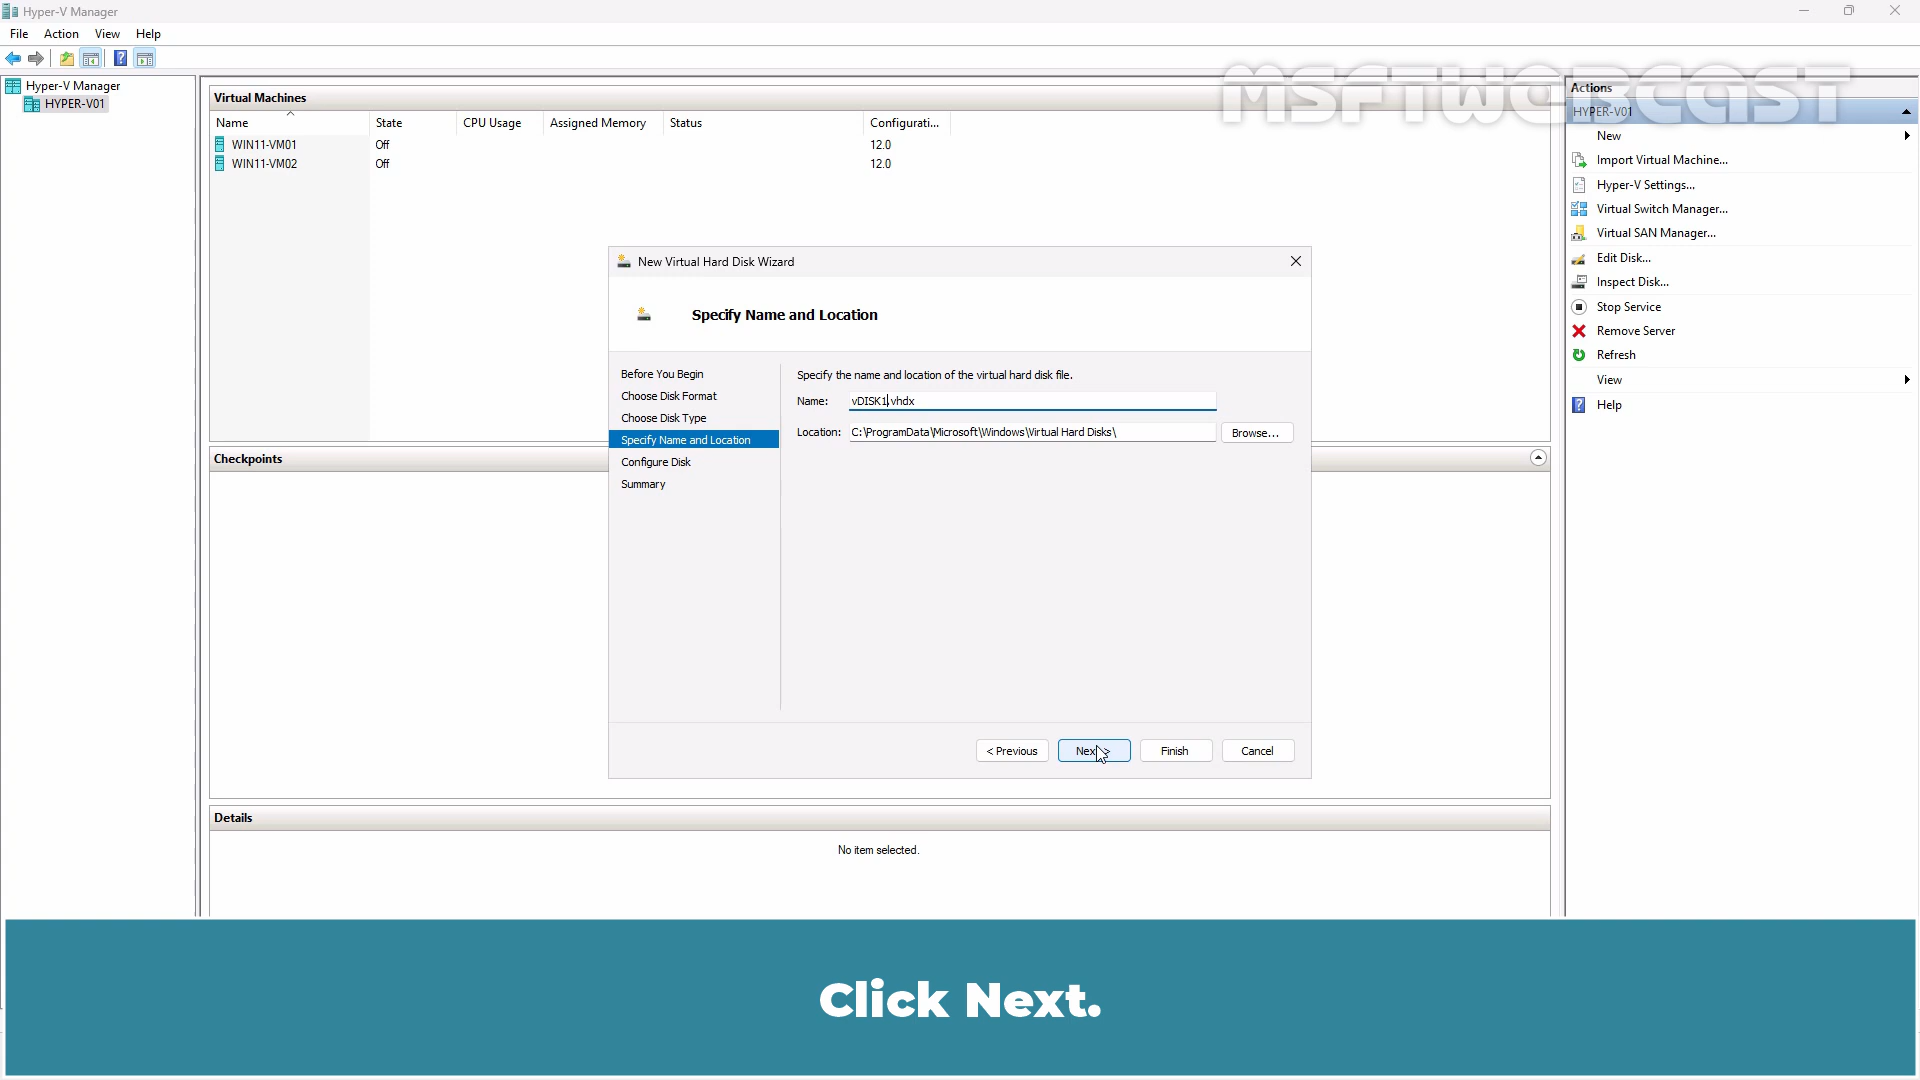 Hyper-V Manager
File Action View Help
MSFTWEBCAST
Hyper-V Manager
HYPER-V01
Virtual Machines
Name State CPU Usage Assigned Memory Status Configurati...
WIN11-VM01 Off 12.0
WIN11-VM02 Off 12.0
New Virtual Hard Disk Wizard
Specify Name and Location
Before You Begin
Choose Disk Format
Choose Disk Type
Specify Name and Location
Configure Disk
Summary
Specify the name and location of the virtual hard disk file.
Name: vDISK1.vhdx
Location: C:\ProgramData\Microsoft\Windows\Virtual Hard Disks\ Browse...
< Previous Next > Finish Cancel
Checkpoints
Details
No item selected.
Actions
HYPER-V01
New
Import Virtual Machine...
Hyper-V Settings...
Virtual Switch Manager...
Virtual SAN Manager...
Edit Disk...
Inspect Disk...
Stop Service
Remove Server
Refresh
View
Help
Click Next.